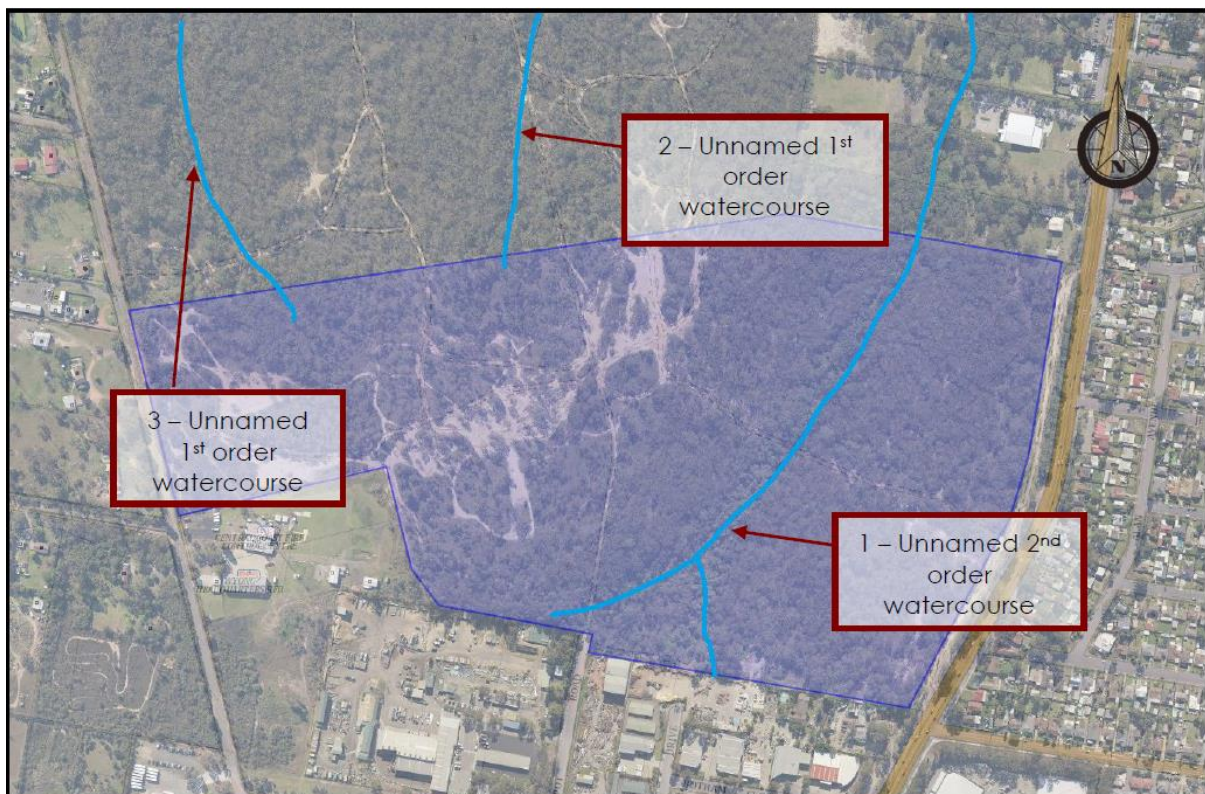 2 – Unnamed 1st
order
watercourse
N
3 – Unnamed
1st order
watercourse
1 – Unnamed 2nd
order
watercourse